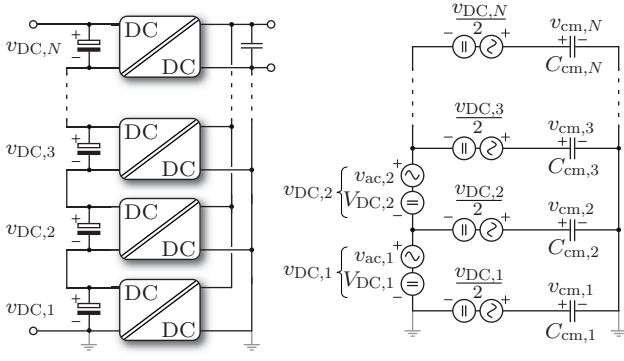 v_DC,N
DC
DC
v_DC,3
DC
DC
v_DC,2
DC
DC
v_DC,1
DC
DC
+
−
+
−
+
−
+
−
v_DC,N
2
−
+
v_cm,N
+ −
C_cm,N
v_DC,3
2
−
+
v_cm,3
+ −
C_cm,3
v_DC,2
v_ac,2
V_DC,2
+
−
v_DC,2
2
−
+
v_cm,2
+ −
C_cm,2
v_DC,1
v_ac,1
V_DC,1
+
−
v_DC,1
2
−
+
v_cm,1
+ −
C_cm,1